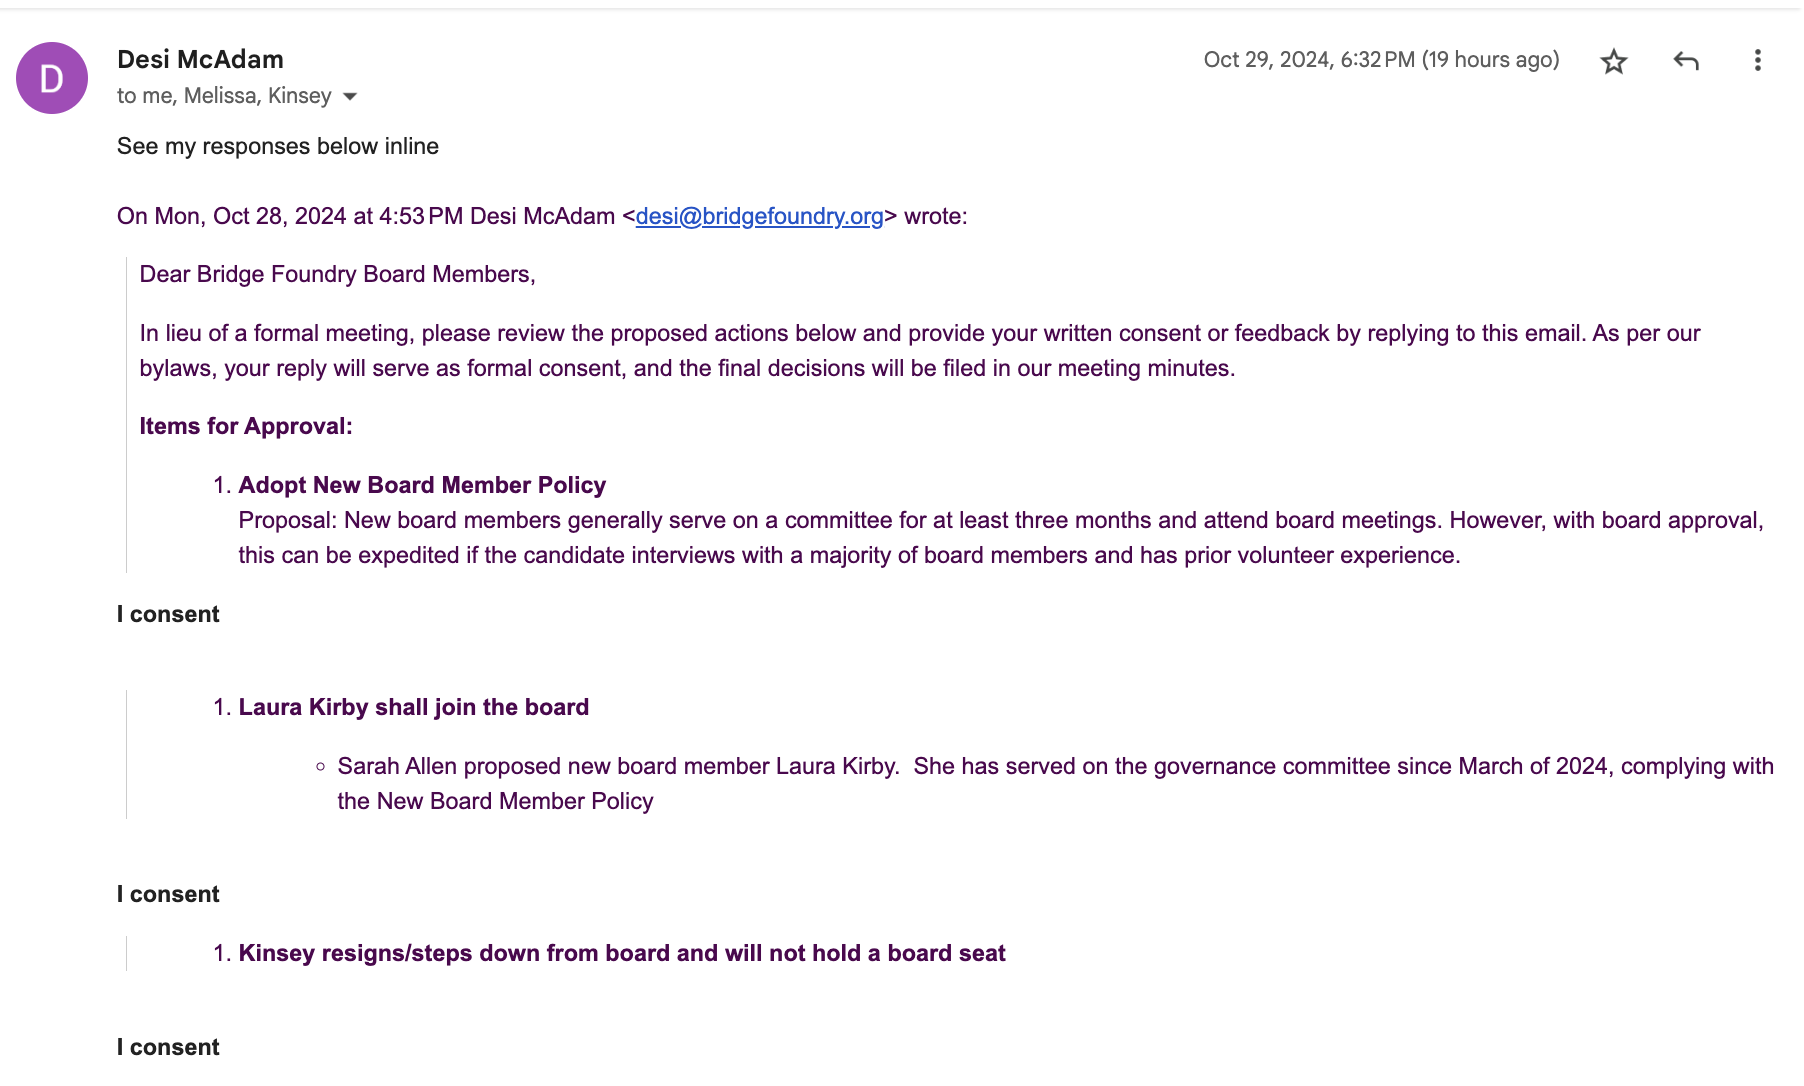 D
Desi McAdam
Oct 29, 2024, 6:32 PM (19 hours ago)
to me, Melissa, Kinsey
See my responses below inline
On Mon, Oct 28, 2024 at 4:53 PM Desi McAdam <desi@bridgefoundry.org> wrote:
Dear Bridge Foundry Board Members,
In lieu of a formal meeting, please review the proposed actions below and provide your written consent or feedback by replying to this email. As per our
bylaws, your reply will serve as formal consent, and the final decisions will be filed in our meeting minutes.
Items for Approval:
1. Adopt New Board Member Policy
Proposal: New board members generally serve on a committee for at least three months and attend board meetings. However, with board approval,
this can be expedited if the candidate interviews with a majority of board members and has prior volunteer experience.
I consent
1. Laura Kirby shall join the board
◦ Sarah Allen proposed new board member Laura Kirby.  She has served on the governance committee since March of 2024, complying with
the New Board Member Policy
I consent
1. Kinsey resigns/steps down from board and will not hold a board seat
I consent